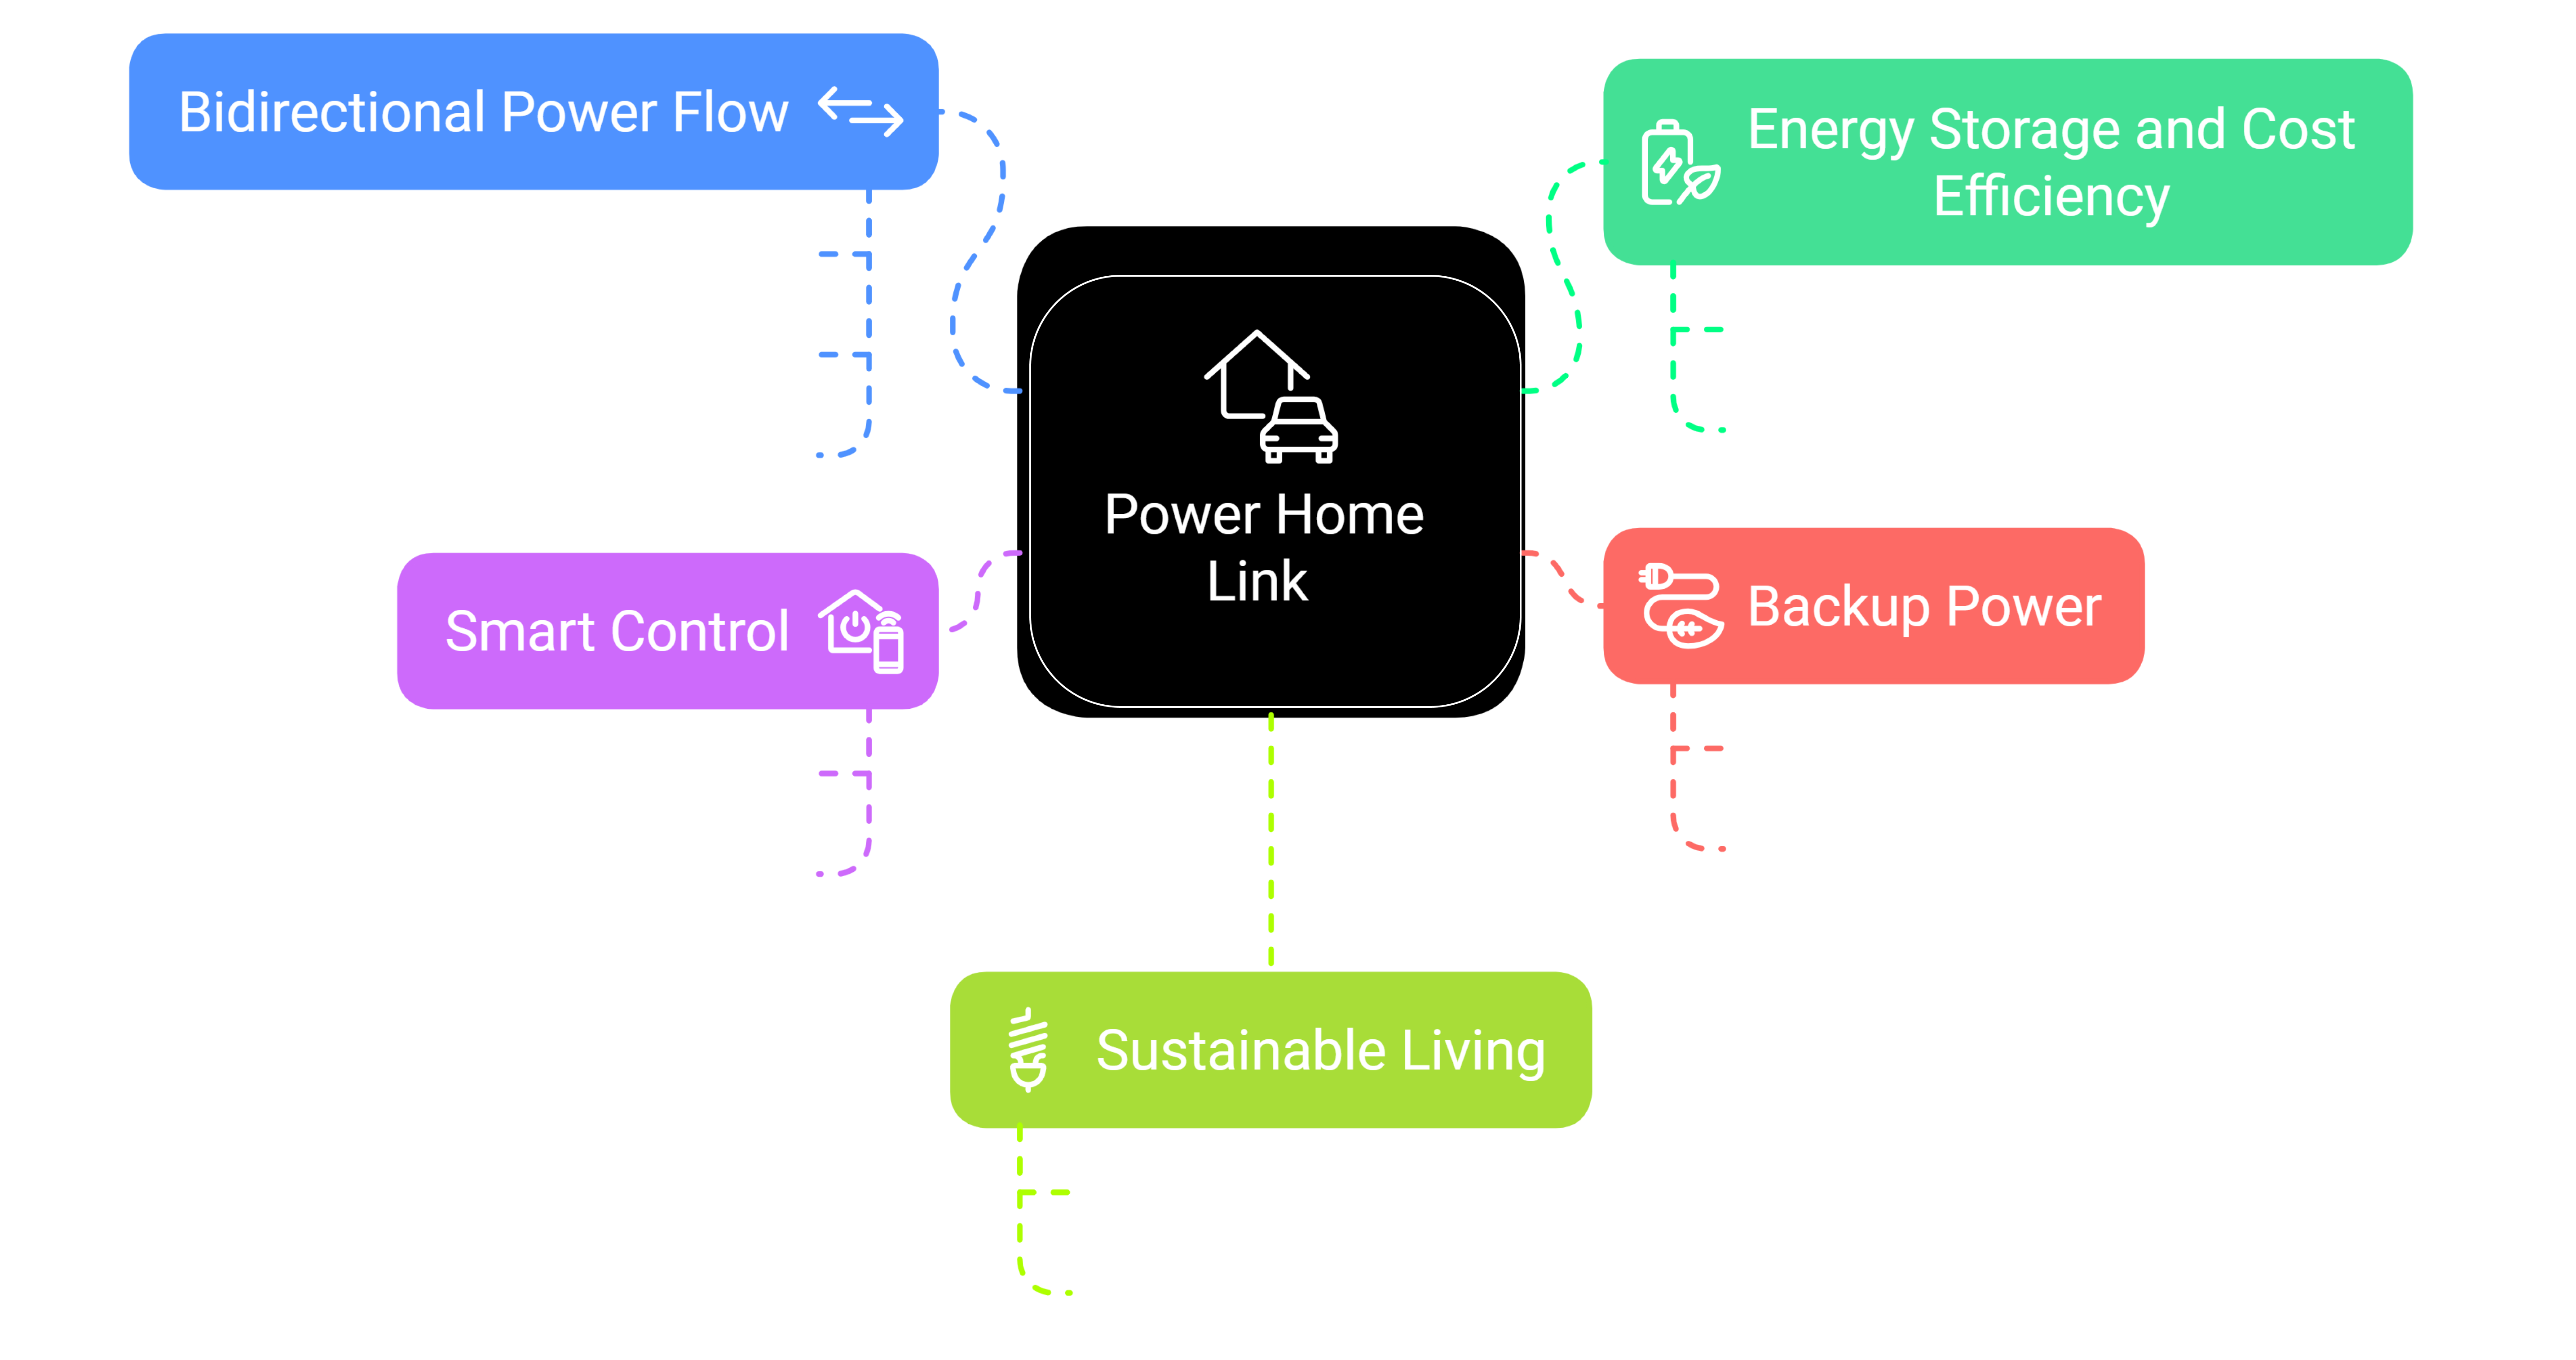 Bidirectional Power Flow
Energy Storage and Cost
Efficiency
Power Home
Link
Smart Control
Backup Power
Sustainable Living